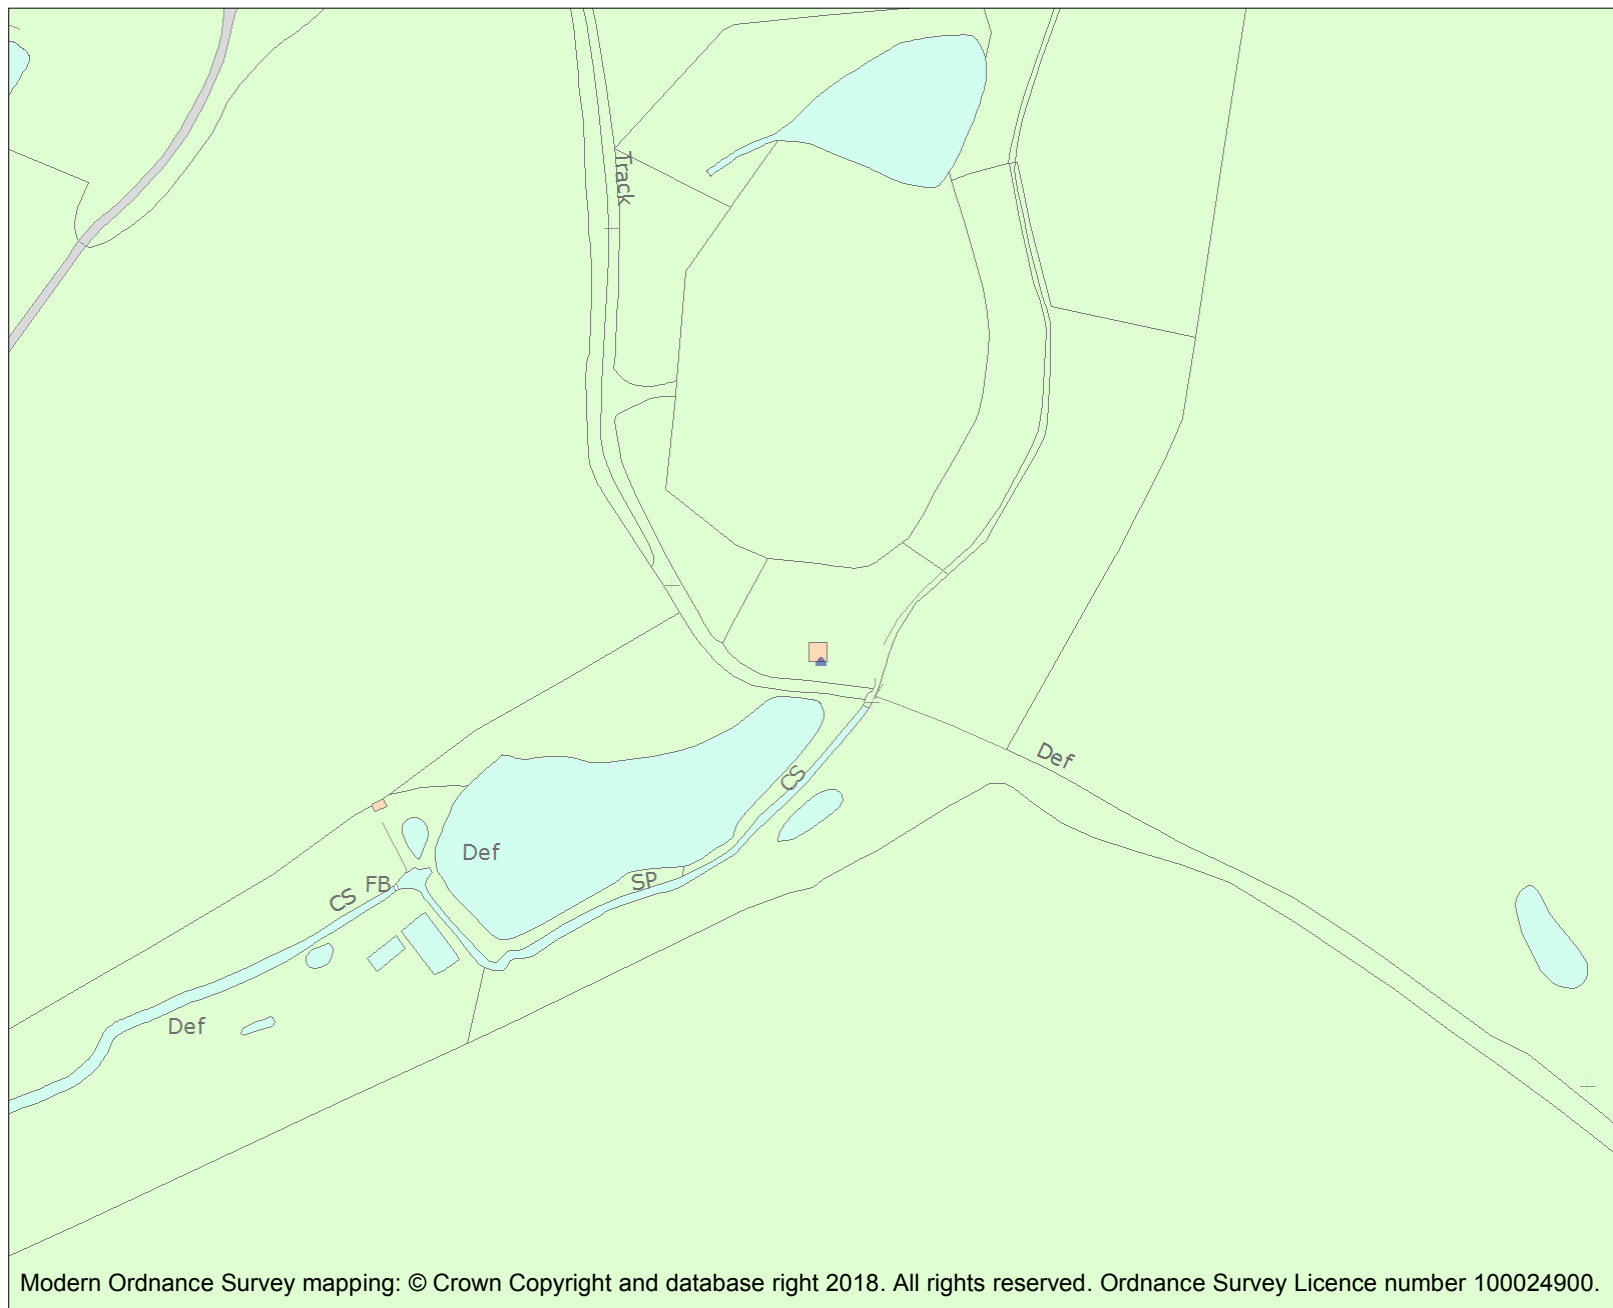 Track
Def
CS
Def
SP
FB
CS
Def
Modern Ordnance Survey mapping: © Crown Copyright and database right 2018. All rights reserved. Ordnance Survey Licence number 100024900.